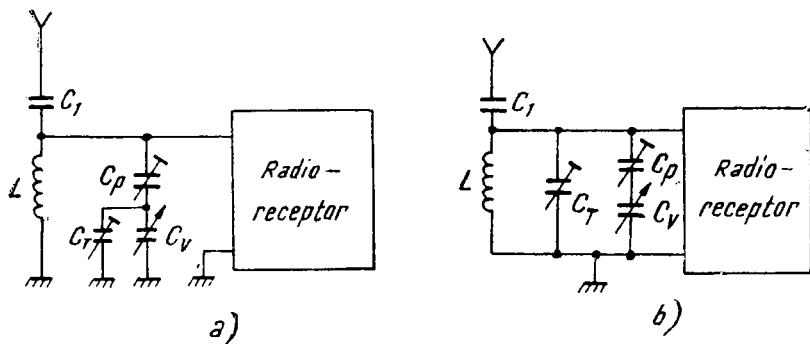 C1
L
Cp
CT
Cv
Radio-
receptor
a)
C1
L
CT
Cp
Cv
Radio-
receptor
b)